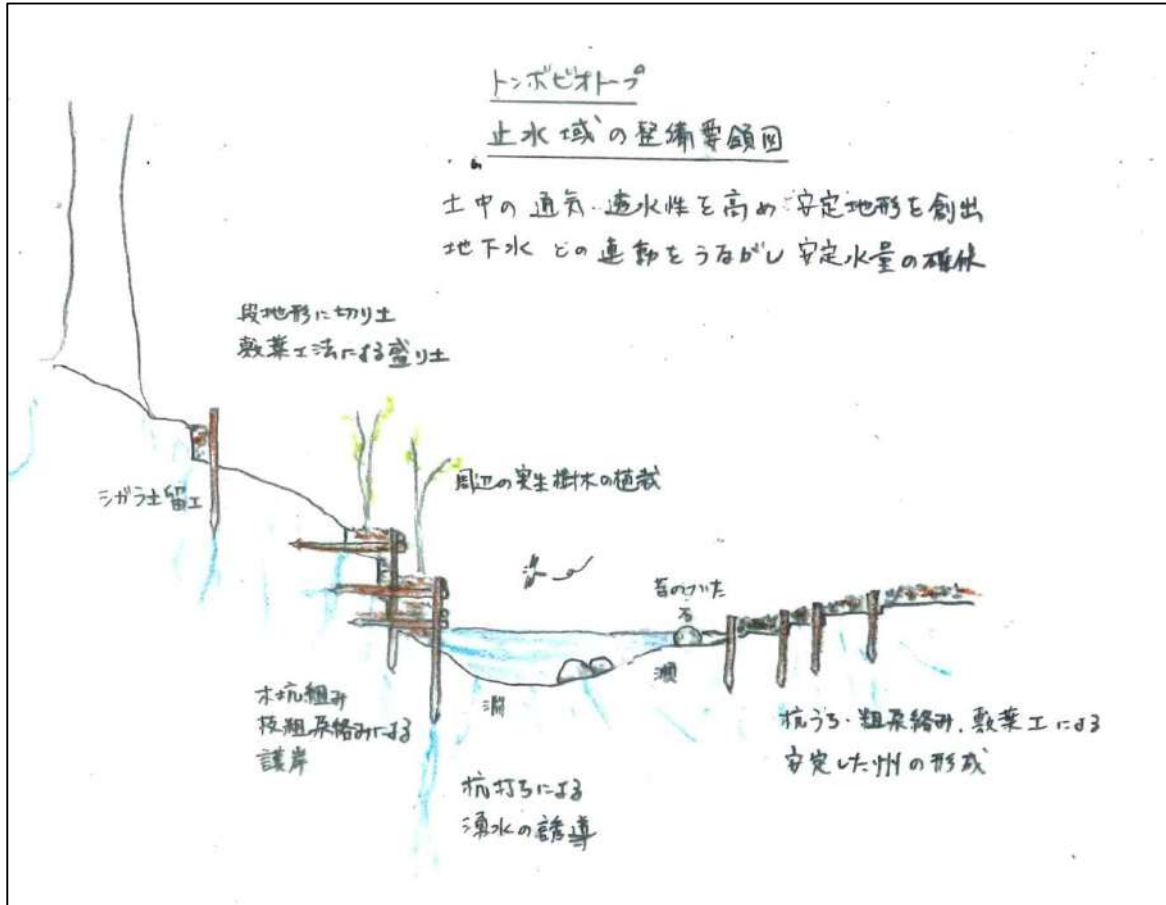 トンボビオトープ
止水域の整備要領図
土中の通気・透水性を高め 安定地形を創出
地下水との連動をうながし 安定水量の確保
段地形に切り土
敷葉工法による盛り土
シガラ土留工
周辺の実生樹木の植栽
苔のついた
石
瀬
淵
木杭組み
枝粗朶絡みによる
護岸
杭打ちによる
湧水の誘導
杭うち・粗朶絡み、敷葉工による
安定した州の形成